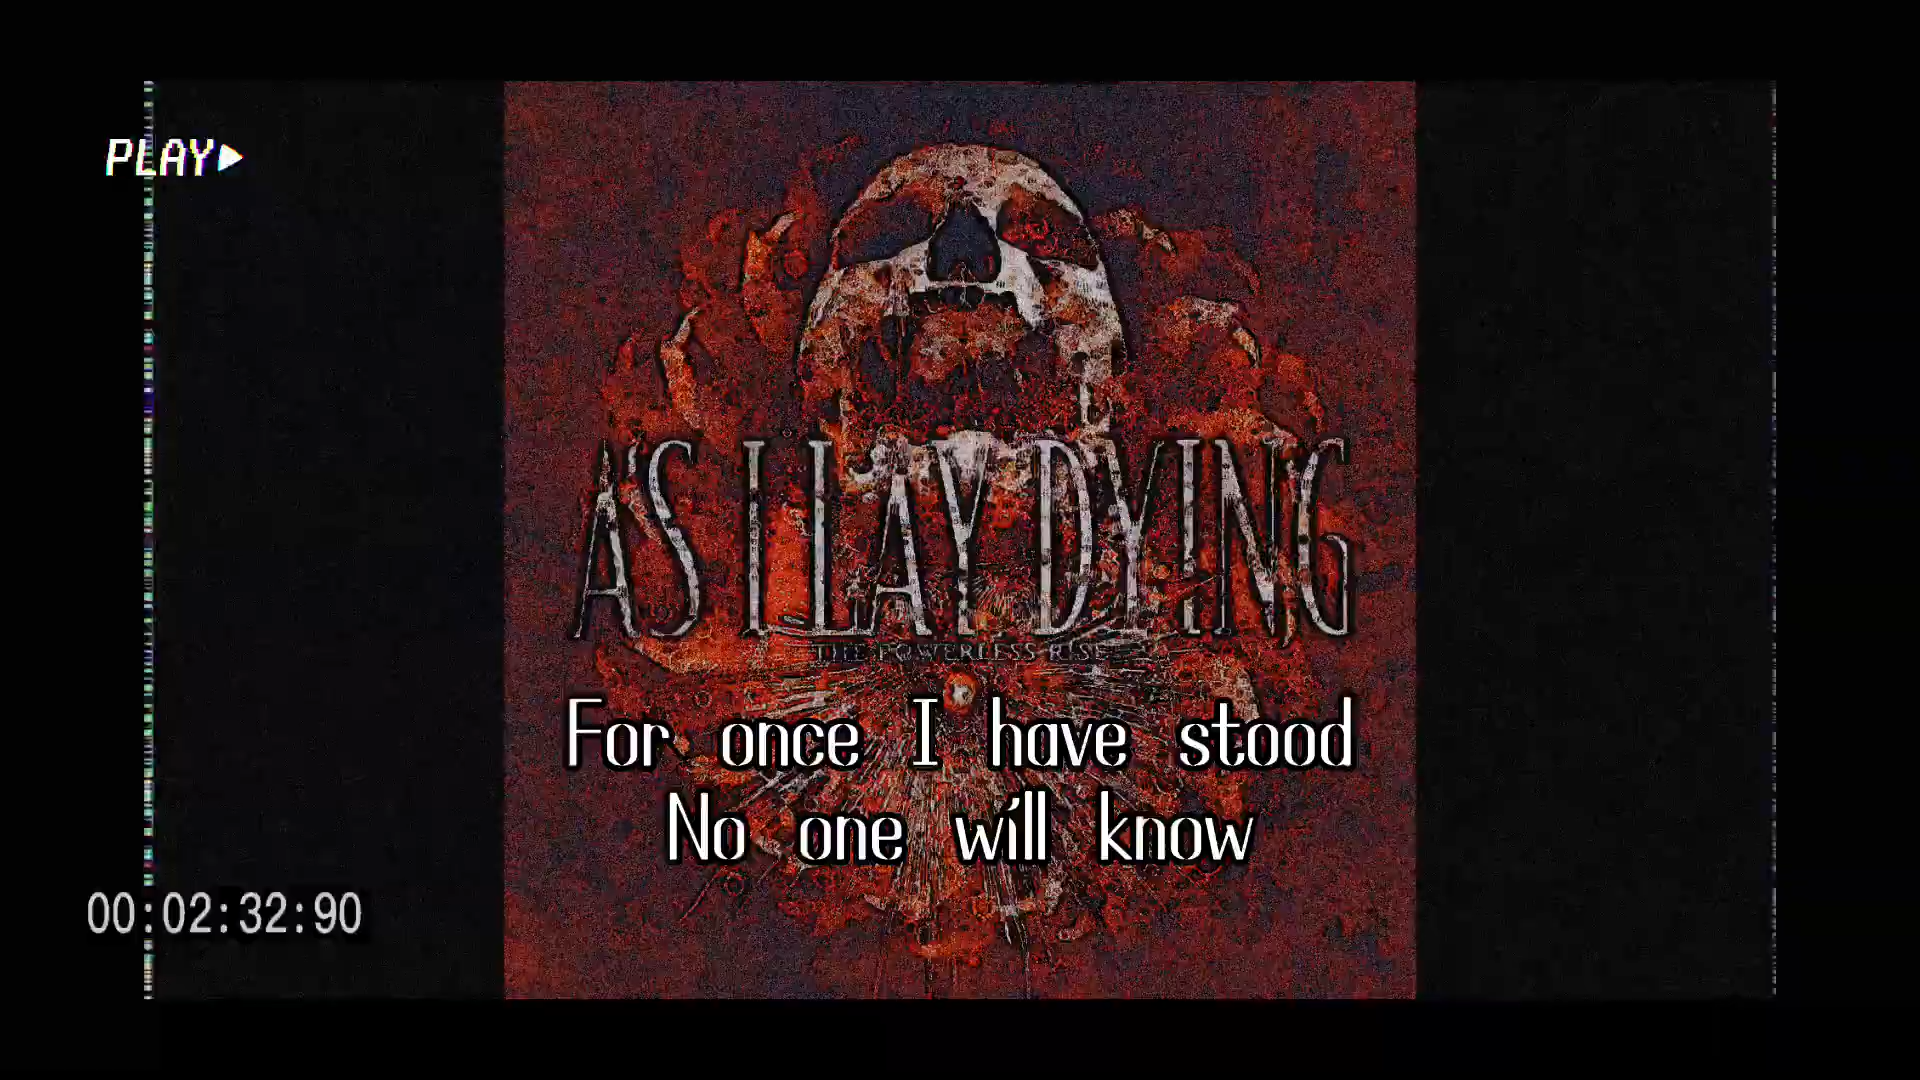 PLAY
AS I LAY DYING
THE POWERLESS RISE
For once I have stood
No one will know
00:02:32:90